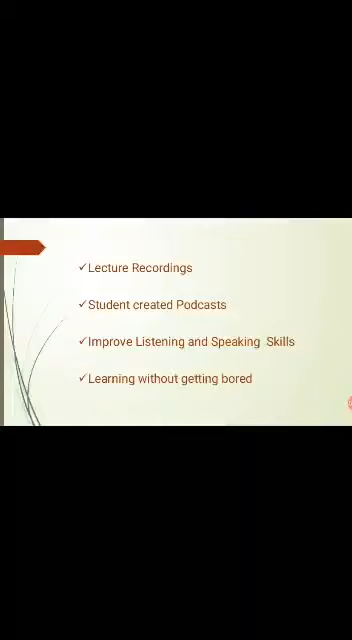 ✓Lecture Recordings
✓Student created Podcasts
✓Improve Listening and Speaking Skills
✓Learning without getting bored